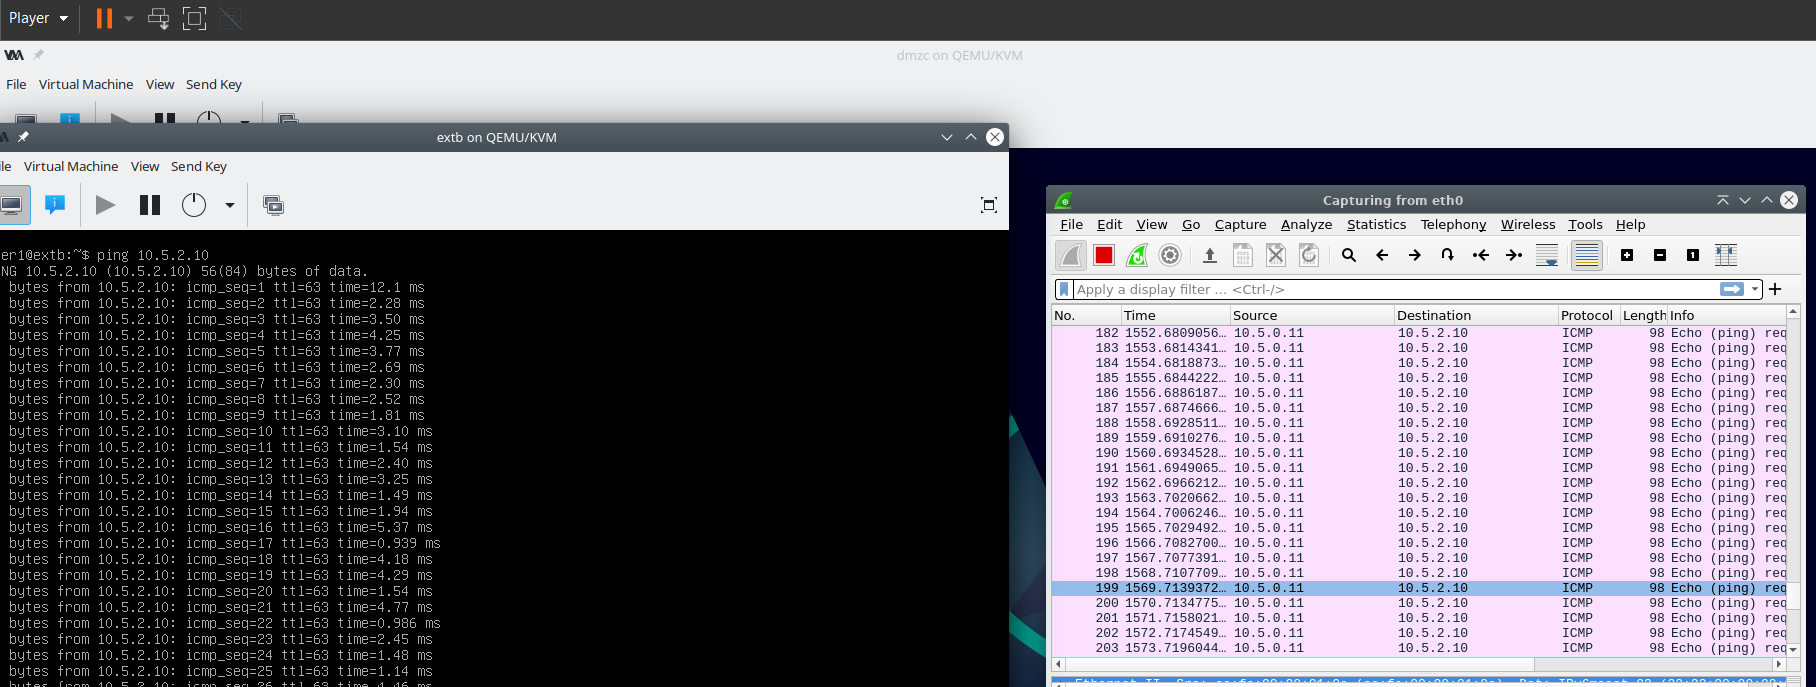 Player
dmzc on QEMU/KVM
File Virtual Machine View Send Key
extb on QEMU/KVM
ile Virtual Machine View Send Key
er1@extb:~$ ping 10.5.2.10
NG 10.5.2.10 (10.5.2.10) 56(84) bytes of data.
bytes from 10.5.2.10: icmp_seq=1 ttl=63 time=12.1 ms
bytes from 10.5.2.10: icmp_seq=2 ttl=63 time=2.28 ms
bytes from 10.5.2.10: icmp_seq=3 ttl=63 time=3.50 ms
bytes from 10.5.2.10: icmp_seq=4 ttl=63 time=4.25 ms
bytes from 10.5.2.10: icmp_seq=5 ttl=63 time=3.77 ms
bytes from 10.5.2.10: icmp_seq=6 ttl=63 time=2.69 ms
bytes from 10.5.2.10: icmp_seq=7 ttl=63 time=2.30 ms
bytes from 10.5.2.10: icmp_seq=8 ttl=63 time=2.52 ms
bytes from 10.5.2.10: icmp_seq=9 ttl=63 time=1.81 ms
bytes from 10.5.2.10: icmp_seq=10 ttl=63 time=3.10 ms
bytes from 10.5.2.10: icmp_seq=11 ttl=63 time=1.54 ms
bytes from 10.5.2.10: icmp_seq=12 ttl=63 time=2.40 ms
bytes from 10.5.2.10: icmp_seq=13 ttl=63 time=3.25 ms
bytes from 10.5.2.10: icmp_seq=14 ttl=63 time=1.49 ms
bytes from 10.5.2.10: icmp_seq=15 ttl=63 time=1.94 ms
bytes from 10.5.2.10: icmp_seq=16 ttl=63 time=5.37 ms
bytes from 10.5.2.10: icmp_seq=17 ttl=63 time=0.939 ms
bytes from 10.5.2.10: icmp_seq=18 ttl=63 time=4.18 ms
bytes from 10.5.2.10: icmp_seq=19 ttl=63 time=4.29 ms
bytes from 10.5.2.10: icmp_seq=20 ttl=63 time=1.54 ms
bytes from 10.5.2.10: icmp_seq=21 ttl=63 time=4.77 ms
bytes from 10.5.2.10: icmp_seq=22 ttl=63 time=0.986 ms
bytes from 10.5.2.10: icmp_seq=23 ttl=63 time=2.45 ms
bytes from 10.5.2.10: icmp_seq=24 ttl=63 time=1.48 ms
bytes from 10.5.2.10: icmp_seq=25 ttl=63 time=1.14 ms
Capturing from eth0
File Edit View Go Capture Analyze Statistics Telephony Wireless Tools Help
Apply a display filter ... <Ctrl-/>
No. Time Source Destination Protocol Length Info
182 1552.6809056… 10.5.0.11 10.5.2.10 ICMP 98 Echo (ping) req
183 1553.6814341… 10.5.0.11 10.5.2.10 ICMP 98 Echo (ping) req
184 1554.6818873… 10.5.0.11 10.5.2.10 ICMP 98 Echo (ping) req
185 1555.6844222… 10.5.0.11 10.5.2.10 ICMP 98 Echo (ping) req
186 1556.6886187… 10.5.0.11 10.5.2.10 ICMP 98 Echo (ping) req
187 1557.6874666… 10.5.0.11 10.5.2.10 ICMP 98 Echo (ping) req
188 1558.6928511… 10.5.0.11 10.5.2.10 ICMP 98 Echo (ping) req
189 1559.6910276… 10.5.0.11 10.5.2.10 ICMP 98 Echo (ping) req
190 1560.6934528… 10.5.0.11 10.5.2.10 ICMP 98 Echo (ping) req
191 1561.6949065… 10.5.0.11 10.5.2.10 ICMP 98 Echo (ping) req
192 1562.6966212… 10.5.0.11 10.5.2.10 ICMP 98 Echo (ping) req
193 1563.7020662… 10.5.0.11 10.5.2.10 ICMP 98 Echo (ping) req
194 1564.7006246… 10.5.0.11 10.5.2.10 ICMP 98 Echo (ping) req
195 1565.7029492… 10.5.0.11 10.5.2.10 ICMP 98 Echo (ping) req
196 1566.7082700… 10.5.0.11 10.5.2.10 ICMP 98 Echo (ping) req
197 1567.7077391… 10.5.0.11 10.5.2.10 ICMP 98 Echo (ping) req
198 1568.7107709… 10.5.0.11 10.5.2.10 ICMP 98 Echo (ping) req
199 1569.7139372… 10.5.0.11 10.5.2.10 ICMP 98 Echo (ping) req
200 1570.7134775… 10.5.0.11 10.5.2.10 ICMP 98 Echo (ping) req
201 1571.7158021… 10.5.0.11 10.5.2.10 ICMP 98 Echo (ping) req
202 1572.7174549… 10.5.0.11 10.5.2.10 ICMP 98 Echo (ping) req
203 1573.7196044… 10.5.0.11 10.5.2.10 ICMP 98 Echo (ping) req